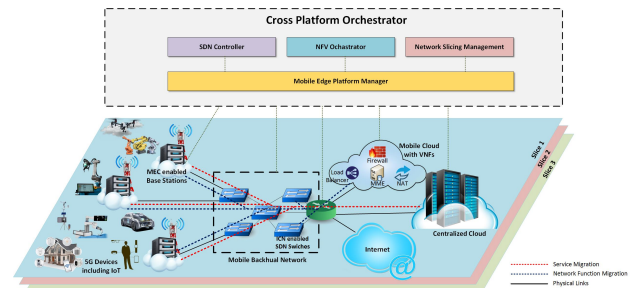 Cross Platform Orchestrator
SDN Controller
NFV Ochastrator
Network Slicing Management
Mobile Edge Platform Manager
MEC enabled
Base Stations
Firewall
Mobile Cloud
with VNFs
Load
Balancer
MME
NAT
Slice 1
Slice 2
Slice 3
ICN enabled
SDN Swiches
Centralized Cloud
5G Devices
including IoT
Mobile Backhual Network
Internet
@
Service Migration
Network Function Migration
Physical Links